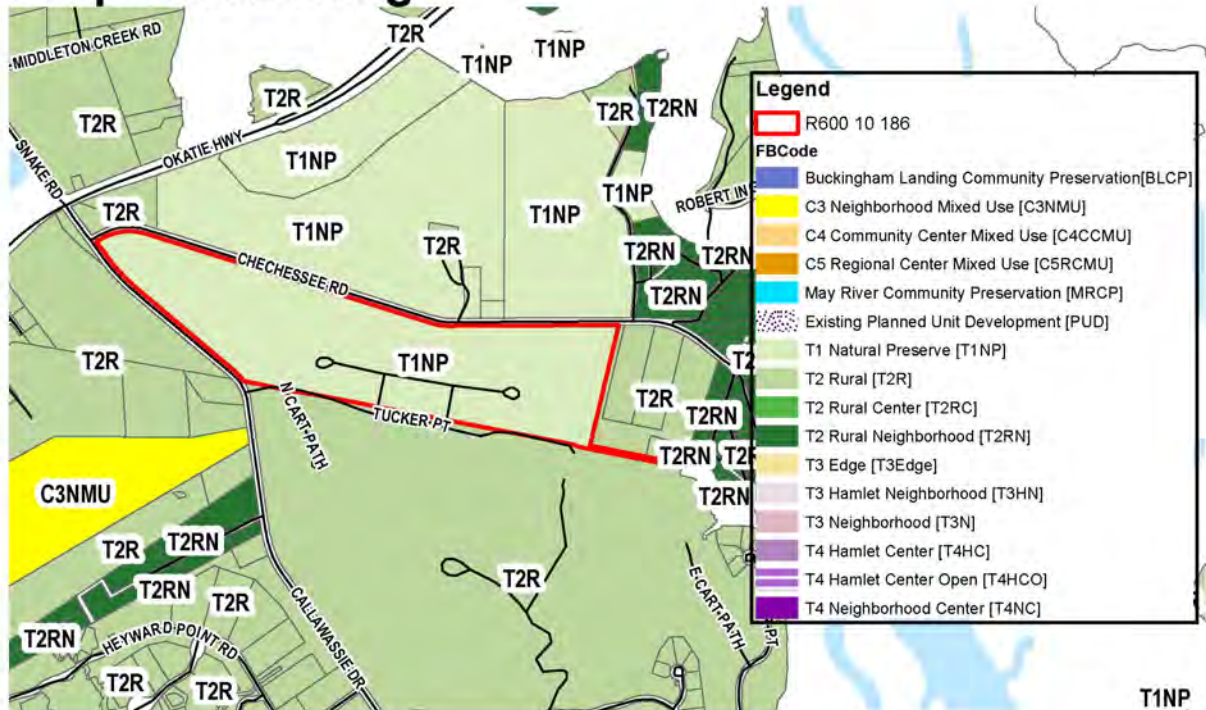 MIDDLETON CREEK RD
T2R
T1NP
T1NP
T2R
T2R
T2RN
T2R
OKATIE HWY
SNAKE RD
T1NP
T1NP
T1NP
ROBERT IN
T2R
T1NP
T2R
T2RN
T2RN
CHECHESSEE RD
T2RN
T2R
T1NP
T2R
N CART PATH
TUCKER PT
T2RN
T2RN
T2RN
C3NMU
T2R
T2RN
T2RN
T2R
T2R
T2RN
HEYWARD POINT RD
CALLAWASSIE DR
E CART PATH
PT
T2R
T2R
T1NP
Legend
R600 10 186
FBCode
Buckingham Landing Community Preservation[BLCP]
C3 Neighborhood Mixed Use [C3NMU]
C4 Community Center Mixed Use [C4CCMU]
C5 Regional Center Mixed Use [C5RCMU]
May River Community Preservation [MRCP]
Existing Planned Unit Development [PUD]
T1 Natural Preserve [T1NP]
T2 Rural [T2R]
T2 Rural Center [T2RC]
T2 Rural Neighborhood [T2RN]
T3 Edge [T3Edge]
T3 Hamlet Neighborhood [T3HN]
T3 Neighborhood [T3N]
T4 Hamlet Center [T4HC]
T4 Hamlet Center Open [T4HCO]
T4 Neighborhood Center [T4NC]